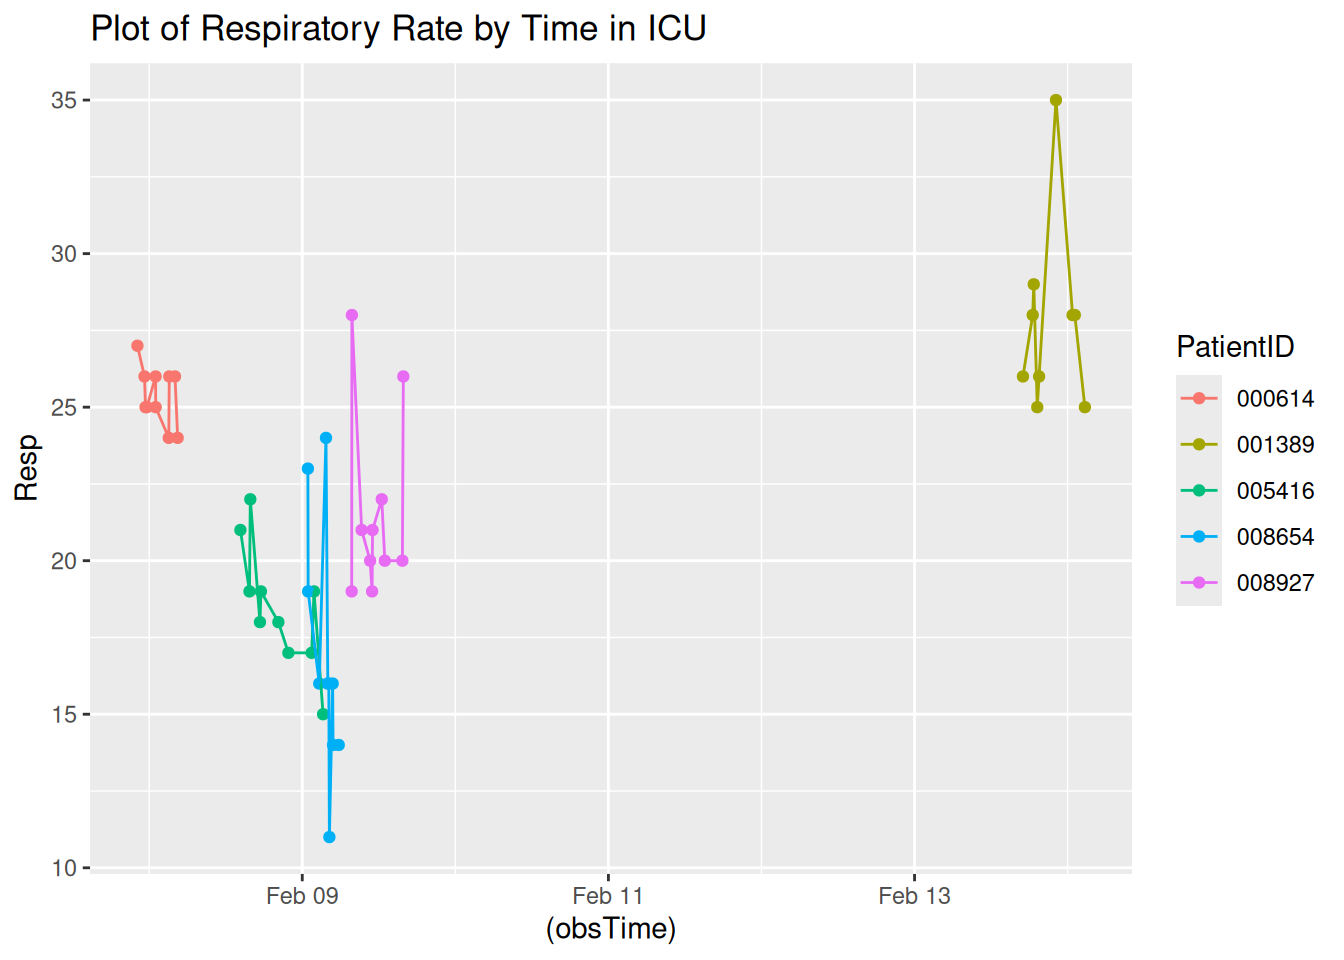 Plot of Respiratory Rate by Time in ICU
35
30
25
20
15
10
Resp
Feb 09
Feb 11
Feb 13
(obsTime)
PatientID
000614
001389
005416
008654
008927